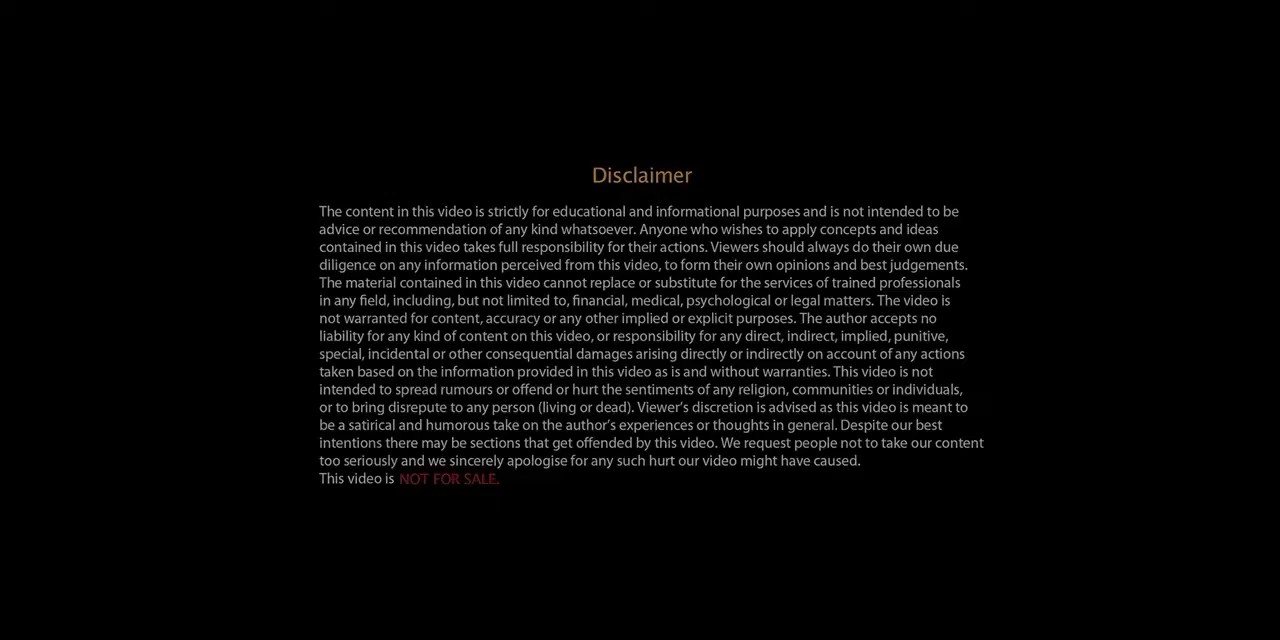 Disclaimer
The content in this video is strictly for educational and informational purposes and is not intended to be
advice or recommendation of any kind whatsoever. Anyone who wishes to apply concepts and ideas
contained in this video takes full responsibility for their actions. Viewers should always do their own due
diligence on any information perceived from this video, to form their own opinions and best judgements.
The material contained in this video cannot replace or substitute for the services of trained professionals
in any field, including, but not limited to, financial, medical, psychological or legal matters. The video is
not warranted for content, accuracy or any other implied or explicit purposes. The author accepts no
liability for any kind of content on this video, or responsibility for any direct, indirect, implied, punitive,
special, incidental or other consequential damages arising directly or indirectly on account of any actions
taken based on the information provided in this video as is and without warranties. This video is not
intended to spread rumours or offend or hurt the sentiments of any religion, communities or individuals,
or to bring disrepute to any person (living or dead). Viewer's discretion is advised as this video is meant to
be a satirical and humorous take on the author's experiences or thoughts in general. Despite our best
intentions there may be sections that get offended by this video. We request people not to take our content
too seriously and we sincerely apologise for any such hurt our video might have caused.
This video is NOT FOR SALE.